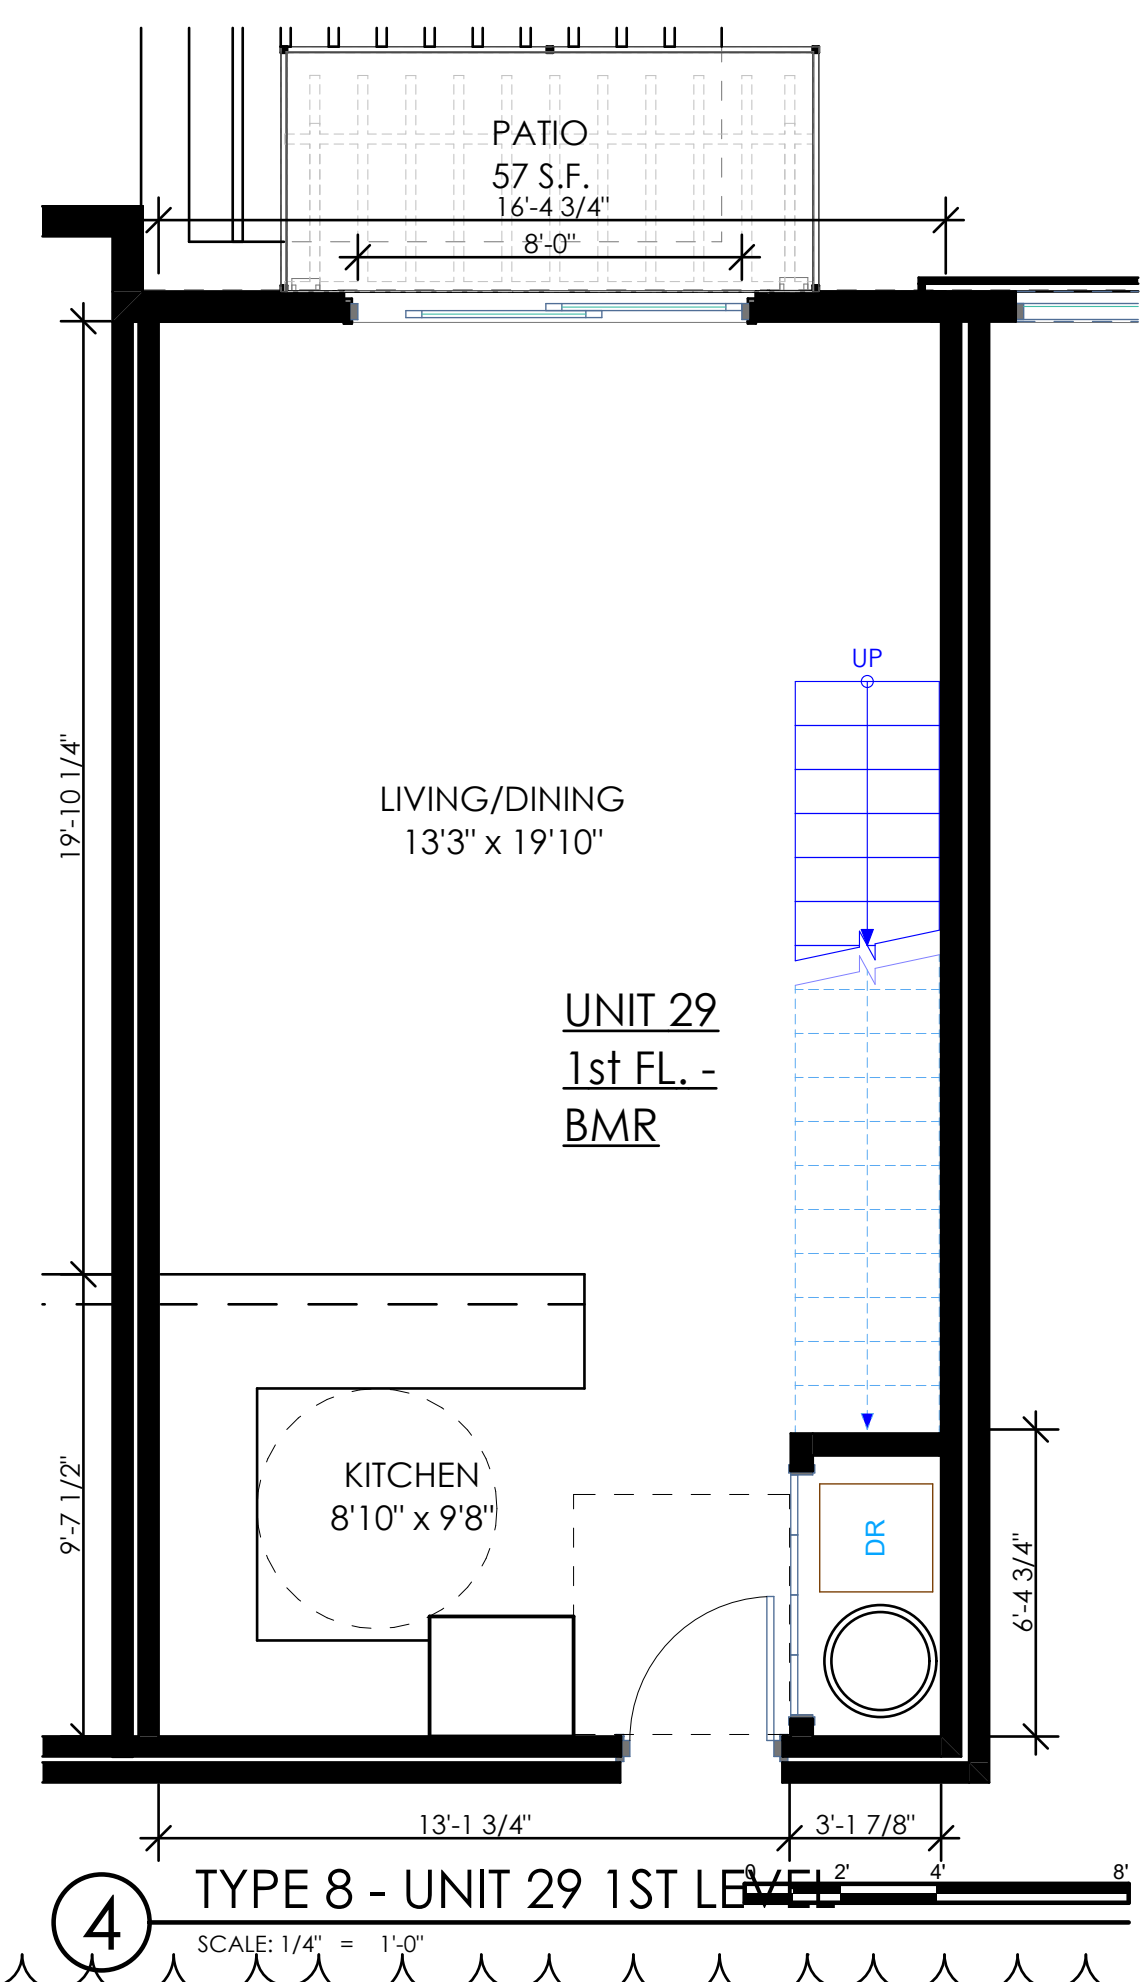 PATIO
57 S.F.
16'-4 3/4"
8'-0"
UP
19'-10 1/4"
LIVING/DINING
13'3" x 19'10"
UNIT 29
1st FL. -
BMR
KITCHEN
8'10" x 9'8"
9'-7 1/2"
DR
6'-4 3/4"
13'-1 3/4"
3'-1 7/8"
4
TYPE 8 - UNIT 29 1ST LEVEL
0 2' 4' 8'
SCALE: 1/4" = 1'-0"